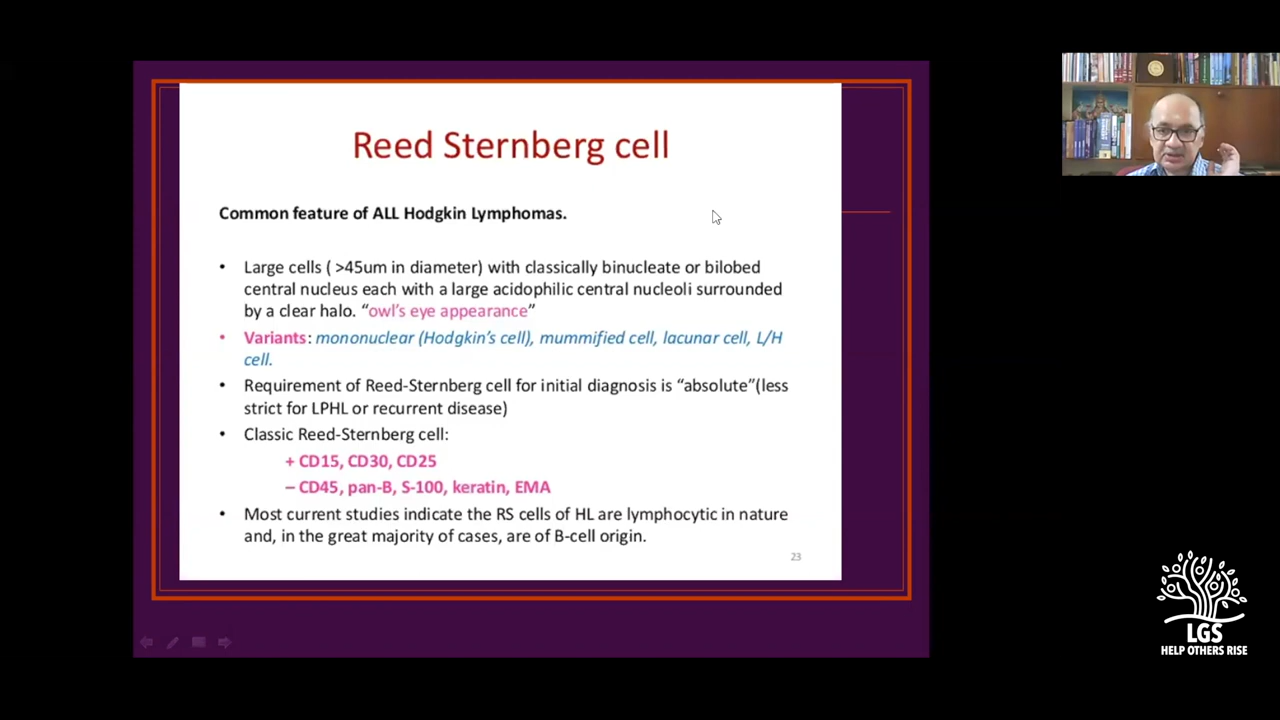 Reed Sternberg cell
Common feature of ALL Hodgkin Lymphomas.
• Large cells ( >45um in diameter) with classically binucleate or bilobed
central nucleus each with a large acidophilic central nucleoli surrounded
by a clear halo. “owl’s eye appearance”
• Variants: mononuclear (Hodgkin’s cell), mummified cell, lacunar cell, L/H
cell.
• Requirement of Reed-Sternberg cell for initial diagnosis is “absolute”(less
strict for LPHL or recurrent disease)
• Classic Reed-Sternberg cell:
+ CD15, CD30, CD25
– CD45, pan-B, S-100, keratin, EMA
• Most current studies indicate the RS cells of HL are lymphocytic in nature
and, in the great majority of cases, are of B-cell origin.
23
LGS
HELP OTHERS RISE